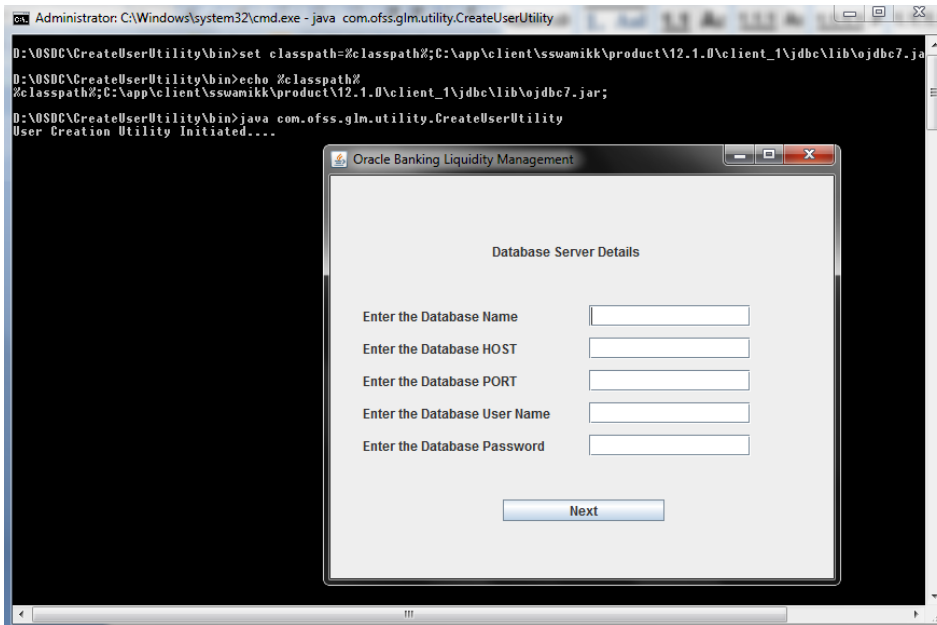 Administrator: C:\Windows\system32\cmd.exe - java com.ofss.glm.utility.CreateUserUtility
D:\OSDC\CreateUserUtility\bin>set classpath=%classpath%;C:\app\client\sswamikk\product\12.1.0\client_1\jdbc\lib\ojdbc7.ja
D:\OSDC\CreateUserUtility\bin>echo %classpath%
%classpath%;C:\app\client\sswamikk\product\12.1.0\client_1\jdbc\lib\ojdbc7.jar;
D:\OSDC\CreateUserUtility\bin>java com.ofss.glm.utility.CreateUserUtility
User Creation Utility Initiated....
Oracle Banking Liquidity Management
Database Server Details
Enter the Database Name
Enter the Database HOST
Enter the Database PORT
Enter the Database User Name
Enter the Database Password
Next